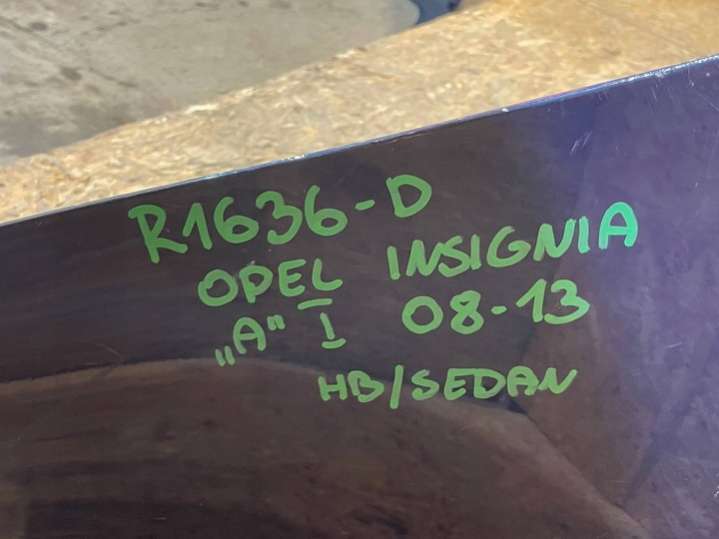 R1636-D
OPEL INSIGNIA
„A" I 08-13
HB/SEDAN